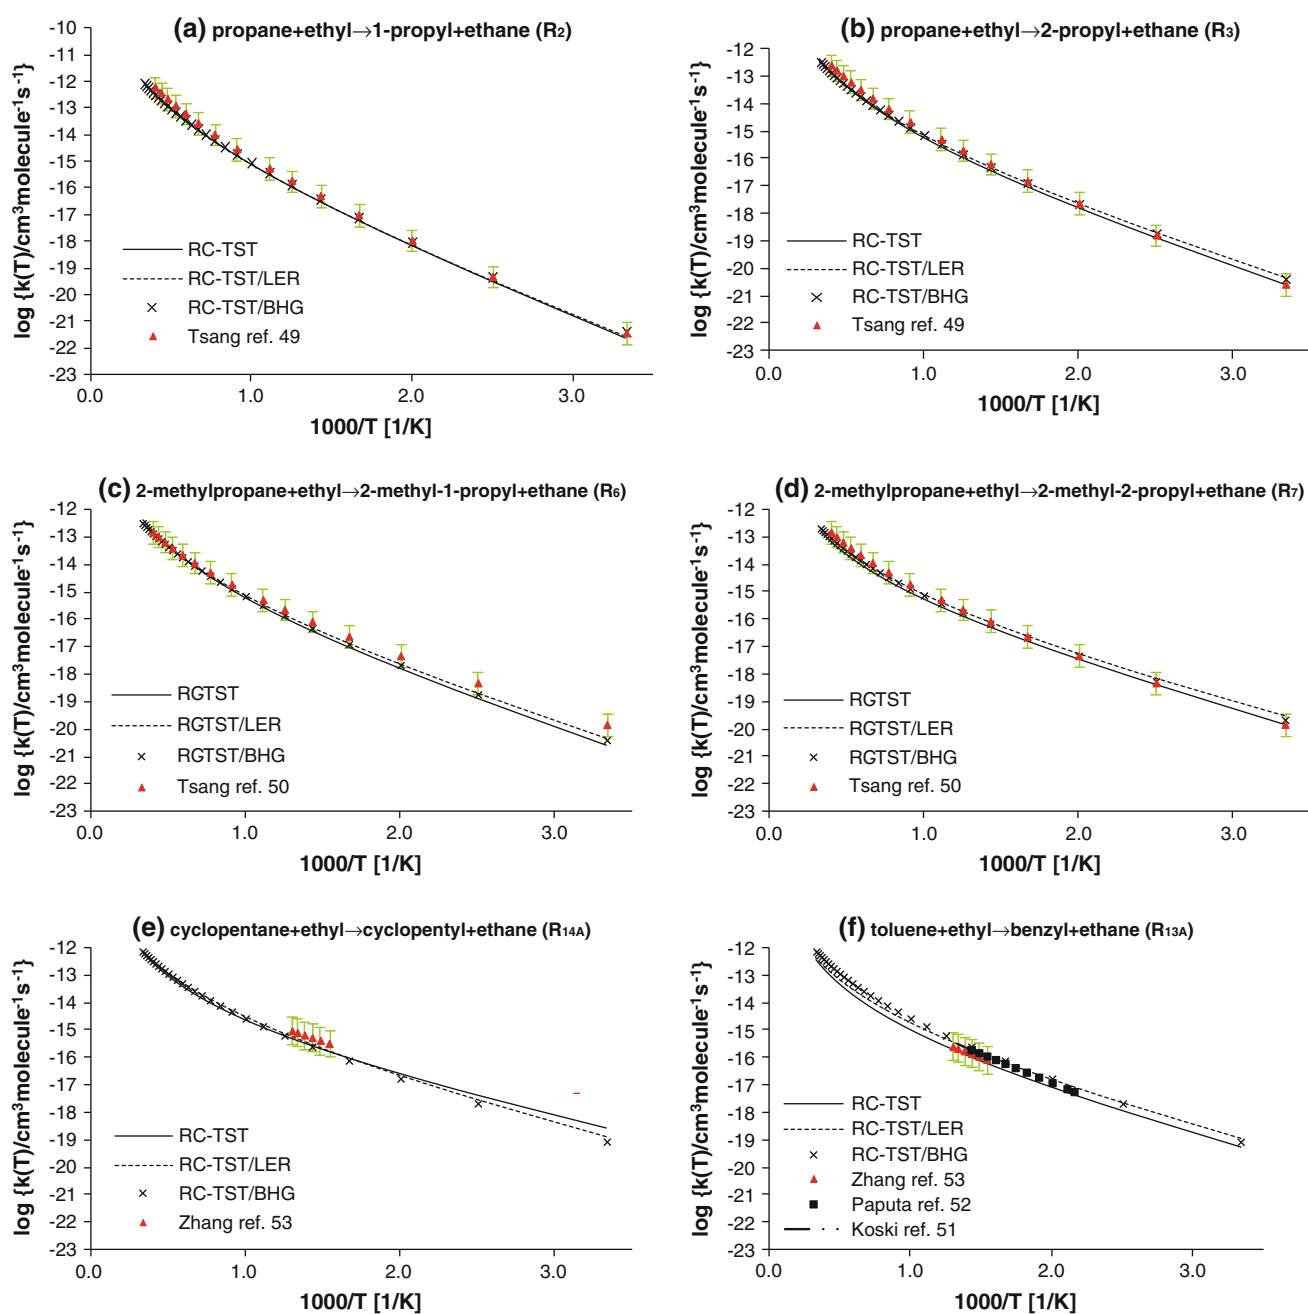 (a) propane+ethyl→1-propyl+ethane (R2)
-10
-11
-12
-13
-14
-15
-16
-17
-18
-19
-20
-21
-22
-23
log {k(T)/cm³molecule⁻¹s⁻¹}
RC-TST
RC-TST/LER
RC-TST/BHG
Tsang ref. 49
0.0 1.0 2.0 3.0
1000/T [1/K]
(b) propane+ethyl→2-propyl+ethane (R3)
-12
-13
-14
-15
-16
-17
-18
-19
-20
-21
-22
-23
log {k(T)/cm³molecule⁻¹s⁻¹}
RC-TST
RC-TST/LER
RC-TST/BHG
Tsang ref. 49
0.0 1.0 2.0 3.0
1000/T [1/K]
(c) 2-methylpropane+ethyl→2-methyl-1-propyl+ethane (R6)
-12
-13
-14
-15
-16
-17
-18
-19
-20
-21
-22
-23
log {k(T)/cm³molecule⁻¹s⁻¹}
RGTST
RGTST/LER
RGTST/BHG
Tsang ref. 50
0.0 1.0 2.0 3.0
1000/T [1/K]
(d) 2-methylpropane+ethyl→2-methyl-2-propyl+ethane (R7)
-12
-13
-14
-15
-16
-17
-18
-19
-20
-21
-22
-23
log {k(T)/cm³molecule⁻¹s⁻¹}
RGTST
RGTST/LER
RGTST/BHG
Tsang ref. 50
0.0 1.0 2.0 3.0
1000/T [1/K]
(e) cyclopentane+ethyl→cyclopentyl+ethane (R14A)
-12
-13
-14
-15
-16
-17
-18
-19
-20
-21
-22
-23
log {k(T)/cm³molecule⁻¹s⁻¹}
RC-TST
RC-TST/LER
RC-TST/BHG
Zhang ref. 53
0.0 1.0 2.0 3.0
1000/T [1/K]
(f) toluene+ethyl→benzyl+ethane (R13A)
-12
-13
-14
-15
-16
-17
-18
-19
-20
-21
-22
-23
log {k(T)/cm³molecule⁻¹s⁻¹}
RC-TST
RC-TST/LER
RC-TST/BHG
Zhang ref. 53
Paputa ref. 52
Koski ref. 51
0.0 1.0 2.0 3.0
1000/T [1/K]